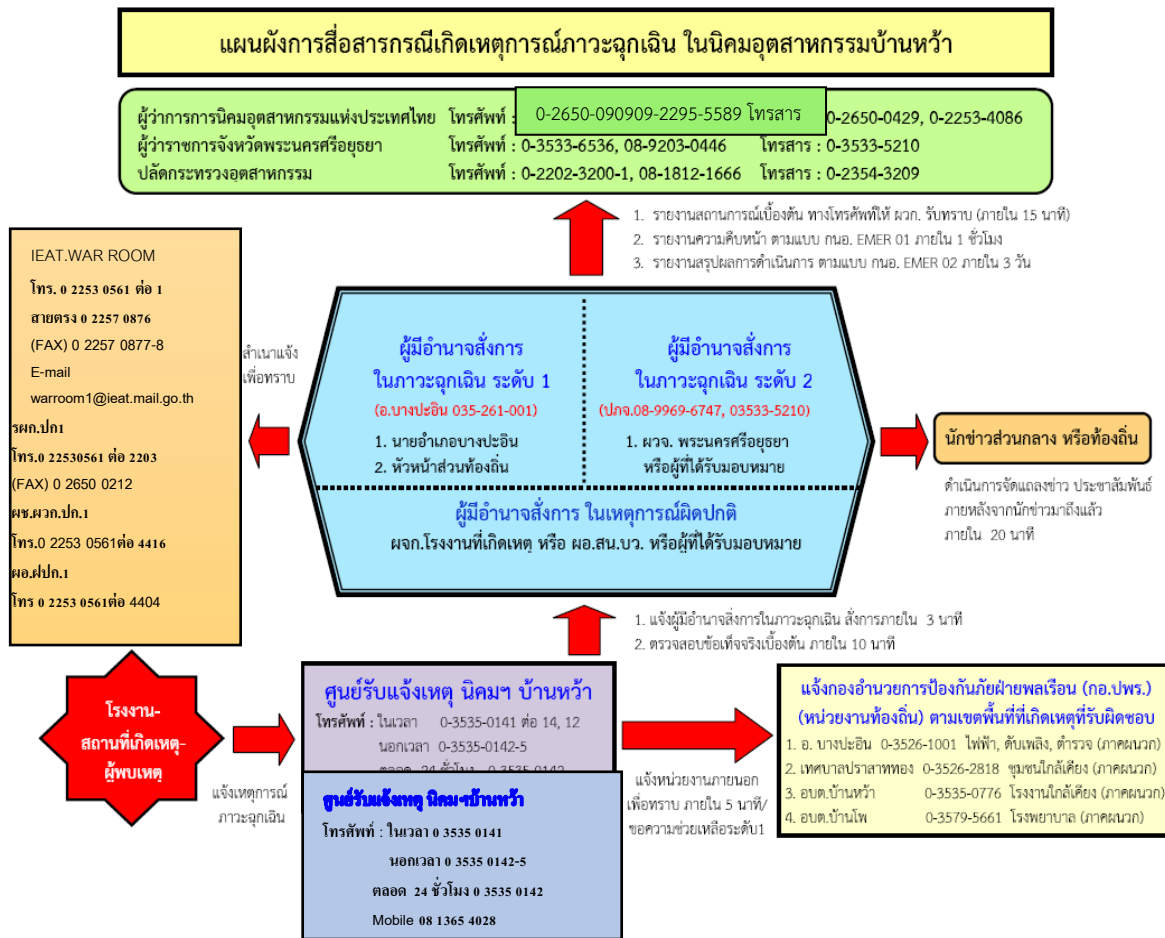 แผนผังการสื่อสารกรณีเกิดเหตุการณ์ภาวะฉุกเฉิน ในนิคมอุตสาหกรรมบ้านหว้า
ผู้ว่าการการนิคมอุตสาหกรรมแห่งประเทศไทย โทรศัพท์ : 0-2650-090909-2295-5589 โทรสาร 0-2650-0429, 0-2253-4086
ผู้ว่าราชการจังหวัดพระนครศรีอยุธยา โทรศัพท์ : 0-3533-6536, 08-9203-0446 โทรสาร : 0-3533-5210
ปลัดกระทรวงอุตสาหกรรม โทรศัพท์ : 0-2202-3200-1, 08-1812-1666 โทรสาร : 0-2354-3209
1. รายงานสถานการณ์เบื้องต้น ทางโทรศัพท์ให้ ผวก. รับทราบ (ภายใน 15 นาที)
2. รายงานความคืบหน้า ตามแบบ กนอ. EMER 01 ภายใน 1 ชั่วโมง
3. รายงานสรุปผลการดำเนินการ ตามแบบ กนอ. EMER 02 ภายใน 3 วัน
IEAT.WAR ROOM
โทร. 0 2253 0561 ต่อ 1
สายตรง 0 2257 0876
(FAX) 0 2257 0877-8
E-mail
warroom1@ieat.mail.go.th
รผก.ปก1
โทร.0 22530561 ต่อ 2203
(FAX) 0 2650 0212
ผช.ผวก.ปก.1
โทร.0 2253 0561ต่อ 4416
ผอ.ฝปก.1
โทร 0 2253 0561ต่อ 4404
สำเนาแจ้ง
เพื่อทราบ
ผู้มีอำนาจสั่งการ
ในภาวะฉุกเฉิน ระดับ 1
(อ.บางปะอิน 035-261-001)
1. นายอำเภอบางปะอิน
2. หัวหน้าส่วนท้องถิ่น
ผู้มีอำนาจสั่งการ
ในภาวะฉุกเฉิน ระดับ 2
(ปภจ.08-9969-6747, 03533-5210)
1. ผวจ. พระนครศรีอยุธยา
หรือผู้ที่ได้รับมอบหมาย
ผู้มีอำนาจสั่งการ ในเหตุการณ์ผิดปกติ
ผจก.โรงงานที่เกิดเหตุ หรือ ผอ.สน.บว. หรือผู้ที่ได้รับมอบหมาย
นักข่าวส่วนกลาง หรือท้องถิ่น
ดำเนินการจัดแถลงข่าว ประชาสัมพันธ์
ภายหลังจากนักข่าวมาถึงแล้ว
ภายใน 20 นาที
1. แจ้งผู้มีอำนาจสั่งการในภาวะฉุกเฉิน สั่งการภายใน 3 นาที
2. ตรวจสอบข้อเท็จจริงเบื้องต้น ภายใน 10 นาที
โรงงาน-
สถานที่เกิดเหตุ-
ผู้พบเหตุ
แจ้งเหตุการณ์
ภาวะฉุกเฉิน
ศูนย์รับแจ้งเหตุ นิคมฯ บ้านหว้า
โทรศัพท์ : ในเวลา 0-3535-0141 ต่อ 14, 12
นอกเวลา 0-3535-0142-5
ตลอด 24 ชั่วโมง 0-3535-0142
ศูนย์รับแจ้งเหตุ นิคมฯบ้านหว้า
โทรศัพท์ : ในเวลา 0 3535 0141
นอกเวลา 0 3535 0142-5
ตลอด 24 ชั่วโมง 0 3535 0142
Mobile 08 1365 4028
แจ้งหน่วยงานภายนอก
เพื่อทราบ ภายใน 5 นาที/
ขอความช่วยเหลือระดับ1
แจ้งกองอำนวยการป้องกันภัยฝ่ายพลเรือน (กอ.ปพร.)
(หน่วยงานท้องถิ่น) ตามเขตพื้นที่ที่เกิดเหตุที่รับผิดชอบ
1. อ. บางปะอิน 0-3526-1001 ไฟฟ้า, ดับเพลิง, ตำรวจ (ภาคผนวก)
2. เทศบาลปราสาททอง 0-3526-2818 ชุมชนใกล้เคียง (ภาคผนวก)
3. อบต.บ้านหว้า 0-3535-0776 โรงงานใกล้เคียง (ภาคผนวก)
4. อบต.บ้านโพ 0-3579-5661 โรงพยาบาล (ภาคผนวก)